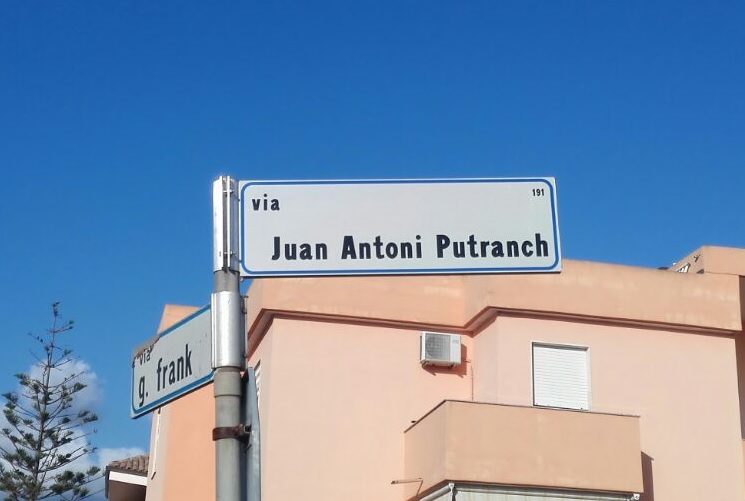 via 191
Juan Antoni Putranch
via
g. frank